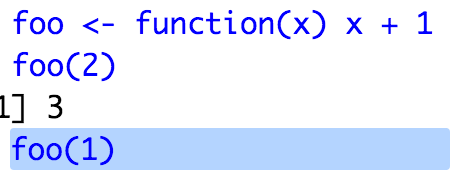 foo <- function(x) x + 1
foo(2)
1] 3
foo(1)